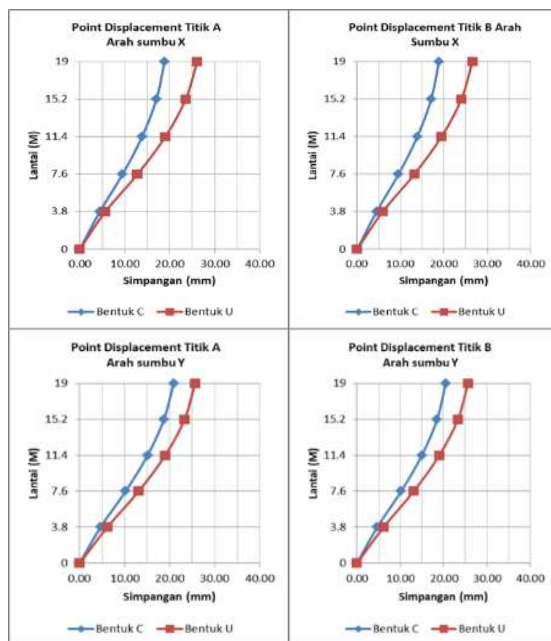 Point Displacement Titik A
Arah sumbu X
19
15.2
11.4
7.6
3.8
0
Lantai (M)
0.00 10.00 20.00 30.00 40.00
Simpangan (mm)
Bentuk C Bentuk U
Point Displacement Titik B Arah
Sumbu X
19
15.2
11.4
7.6
3.8
0
Lantai (M)
0.00 10.00 20.00 30.00 40.00
Simpangan (mm)
Bentuk C Bentuk U
Point Displacement Titik A
Arah sumbu Y
19
15.2
11.4
7.6
3.8
0
Lantai (M)
0.00 10.00 20.00 30.00 40.00
Simpangan (mm)
Bentuk C Bentuk U
Point Displacement Titik B
Arah sumbu Y
19
15.2
11.4
7.6
3.8
0
Lantai (M)
0.00 10.00 20.00 30.00 40.00
Simpangan (mm)
Bentuk C Bentuk U